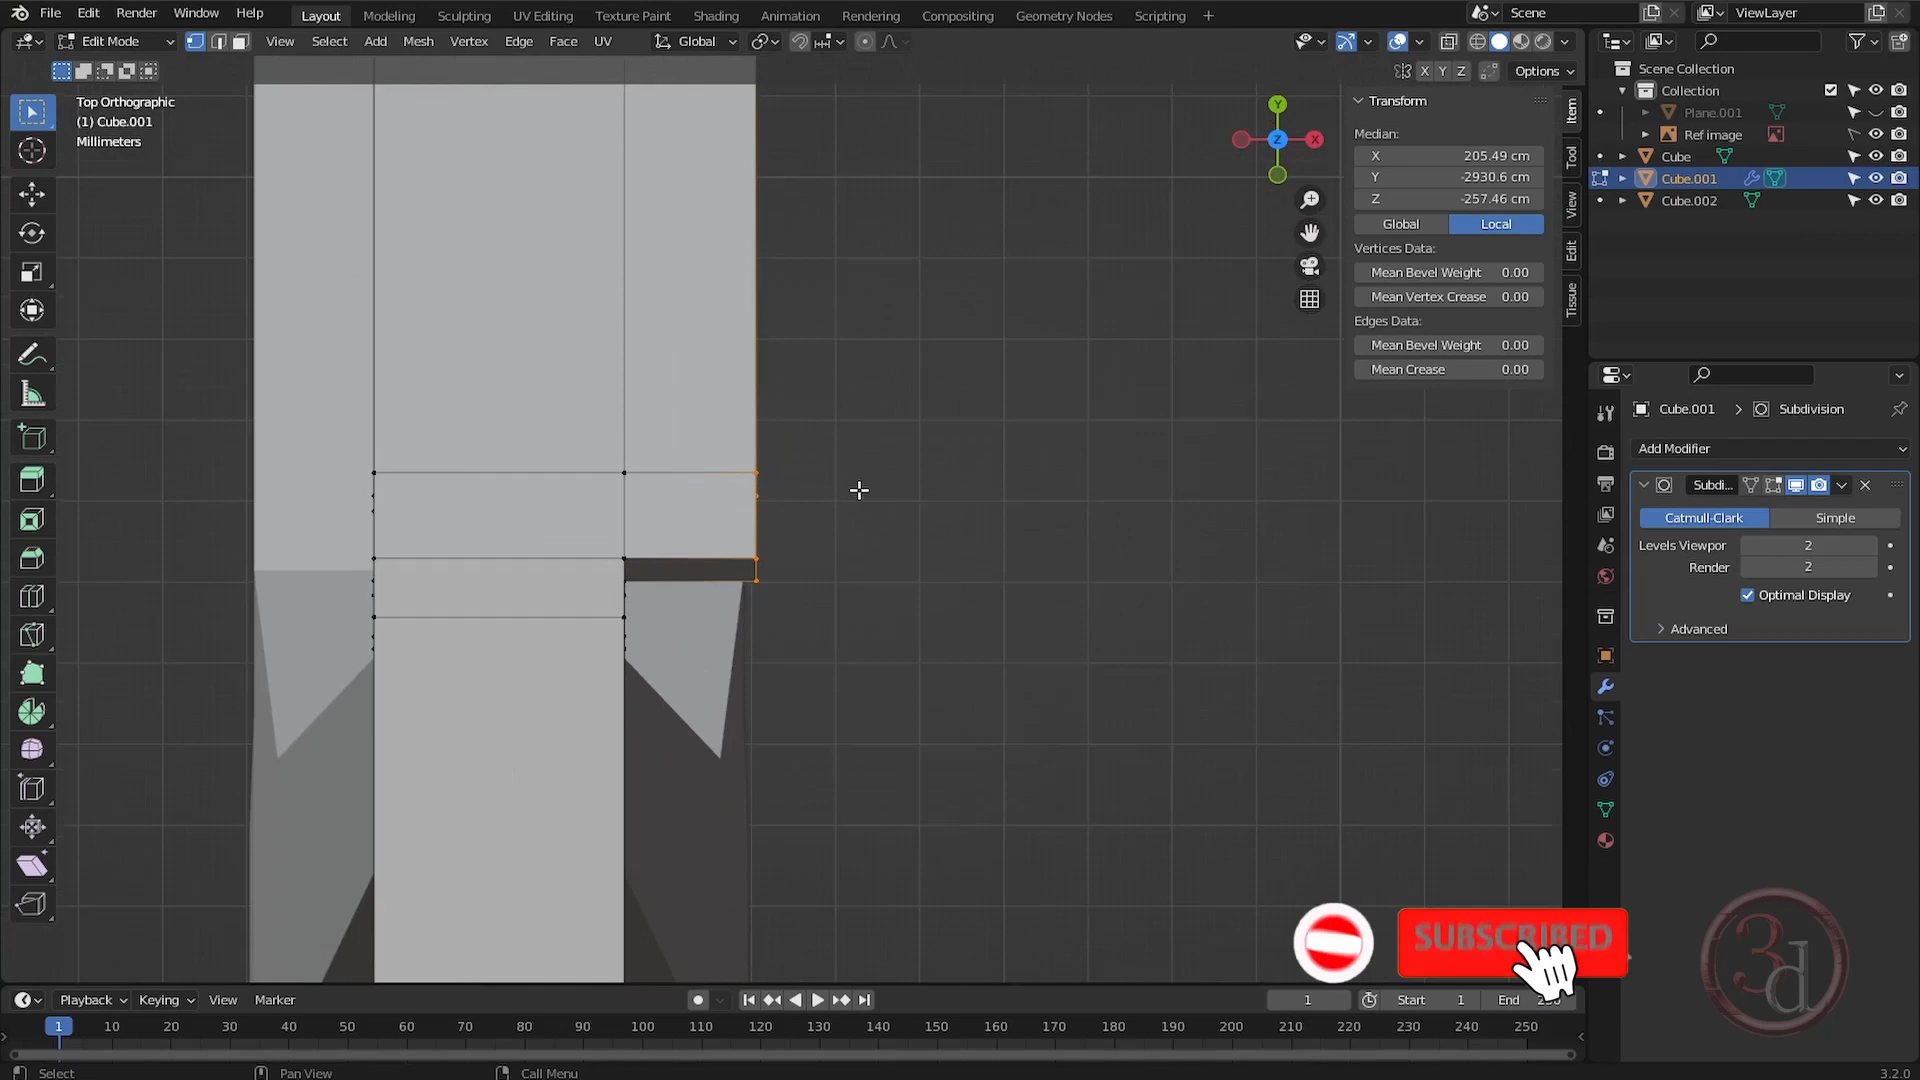 File Edit Render Window Help Layout Modeling Sculpting UV Editing Texture Paint Shading Animation Rendering Compositing Geometry Nodes Scripting + Scene ViewLayer
Edit Mode View Select Add Mesh Vertex Edge Face UV Global
X Y Z Options
Top Orthographic
(1) Cube.001
Millimeters
Y
Z X
Transform
Median:
X 205.49 cm
Y -2930.6 cm
Z -257.46 cm
Global Local
Vertices Data:
Mean Bevel Weight 0.00
Mean Vertex Crease 0.00
Edges Data:
Mean Bevel Weight 0.00
Mean Crease 0.00
Item
Tool
View
Edit
Tissue
Scene Collection
Collection
Plane.001
Ref image
Cube
Cube.001
Cube.002
Cube.001 > Subdivision
Add Modifier
Subdi...
Catmull-Clark Simple
Levels Viewpor 2
Render 2
Optimal Display
Advanced
SUBSCRIBED
3d
Playback Keying View Marker 1 Start 1 End
1 10 20 30 40 50 60 70 80 90 100 110 120 130 140 150 160 170 180 190 200 210 220 230 240 250
Select Pan View Call Menu 3.2.0